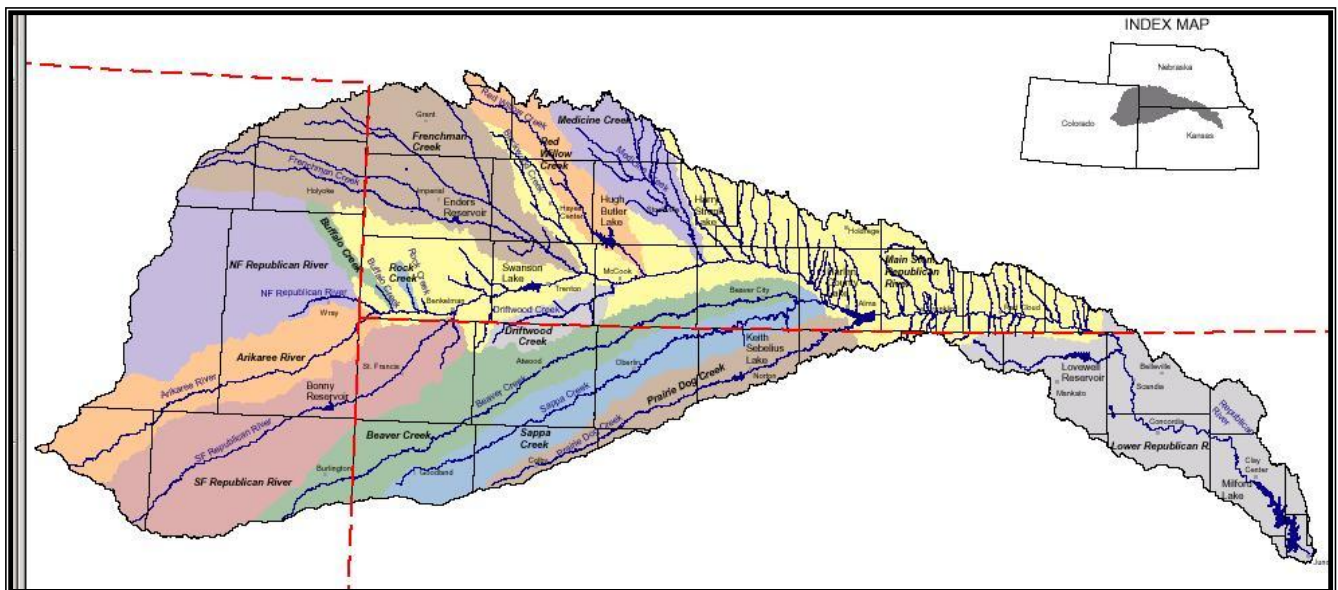 INDEX MAP
Nebraska
Colorado
Kansas
Grant
Frenchman
Creek
Red Willow Creek
Red
Willow
Creek
Medicine Creek
Medicine Creek
Frenchman Creek
Holyoke
Imperial
Enders
Reservoir
Hayes
Center
Hugh
Butler
Lake
Harry
Strunk
Lake
Holdrege
Buffalo Creek
Buffalo Creek
NF Republican River
NF Republican River
Wray
Rock
Creek
Rock Creek
Benkelman
Swanson
Lake
Trenton
McCook
Driftwood Creek
Driftwood
Creek
Beaver City
Harlan
County
Lake
Alma
Main Stem
Republican
River
Red Cloud
Arikaree River
Arikaree River
St. Francis
Bonny
Reservoir
SF Republican River
SF Republican River
Atwood
Beaver Creek
Beaver Creek
Oberlin
Sappa Creek
Sappa
Creek
Keith
Sebelius
Lake
Norton
Prairie Dog Creek
Prairie Dog Creek
Colby
Goodland
Burlington
Lovewell
Reservoir
Mankato
Belleville
Scandia
Republican
River
Concordia
Lower Republican R.
Clay
Center
Milford
Lake